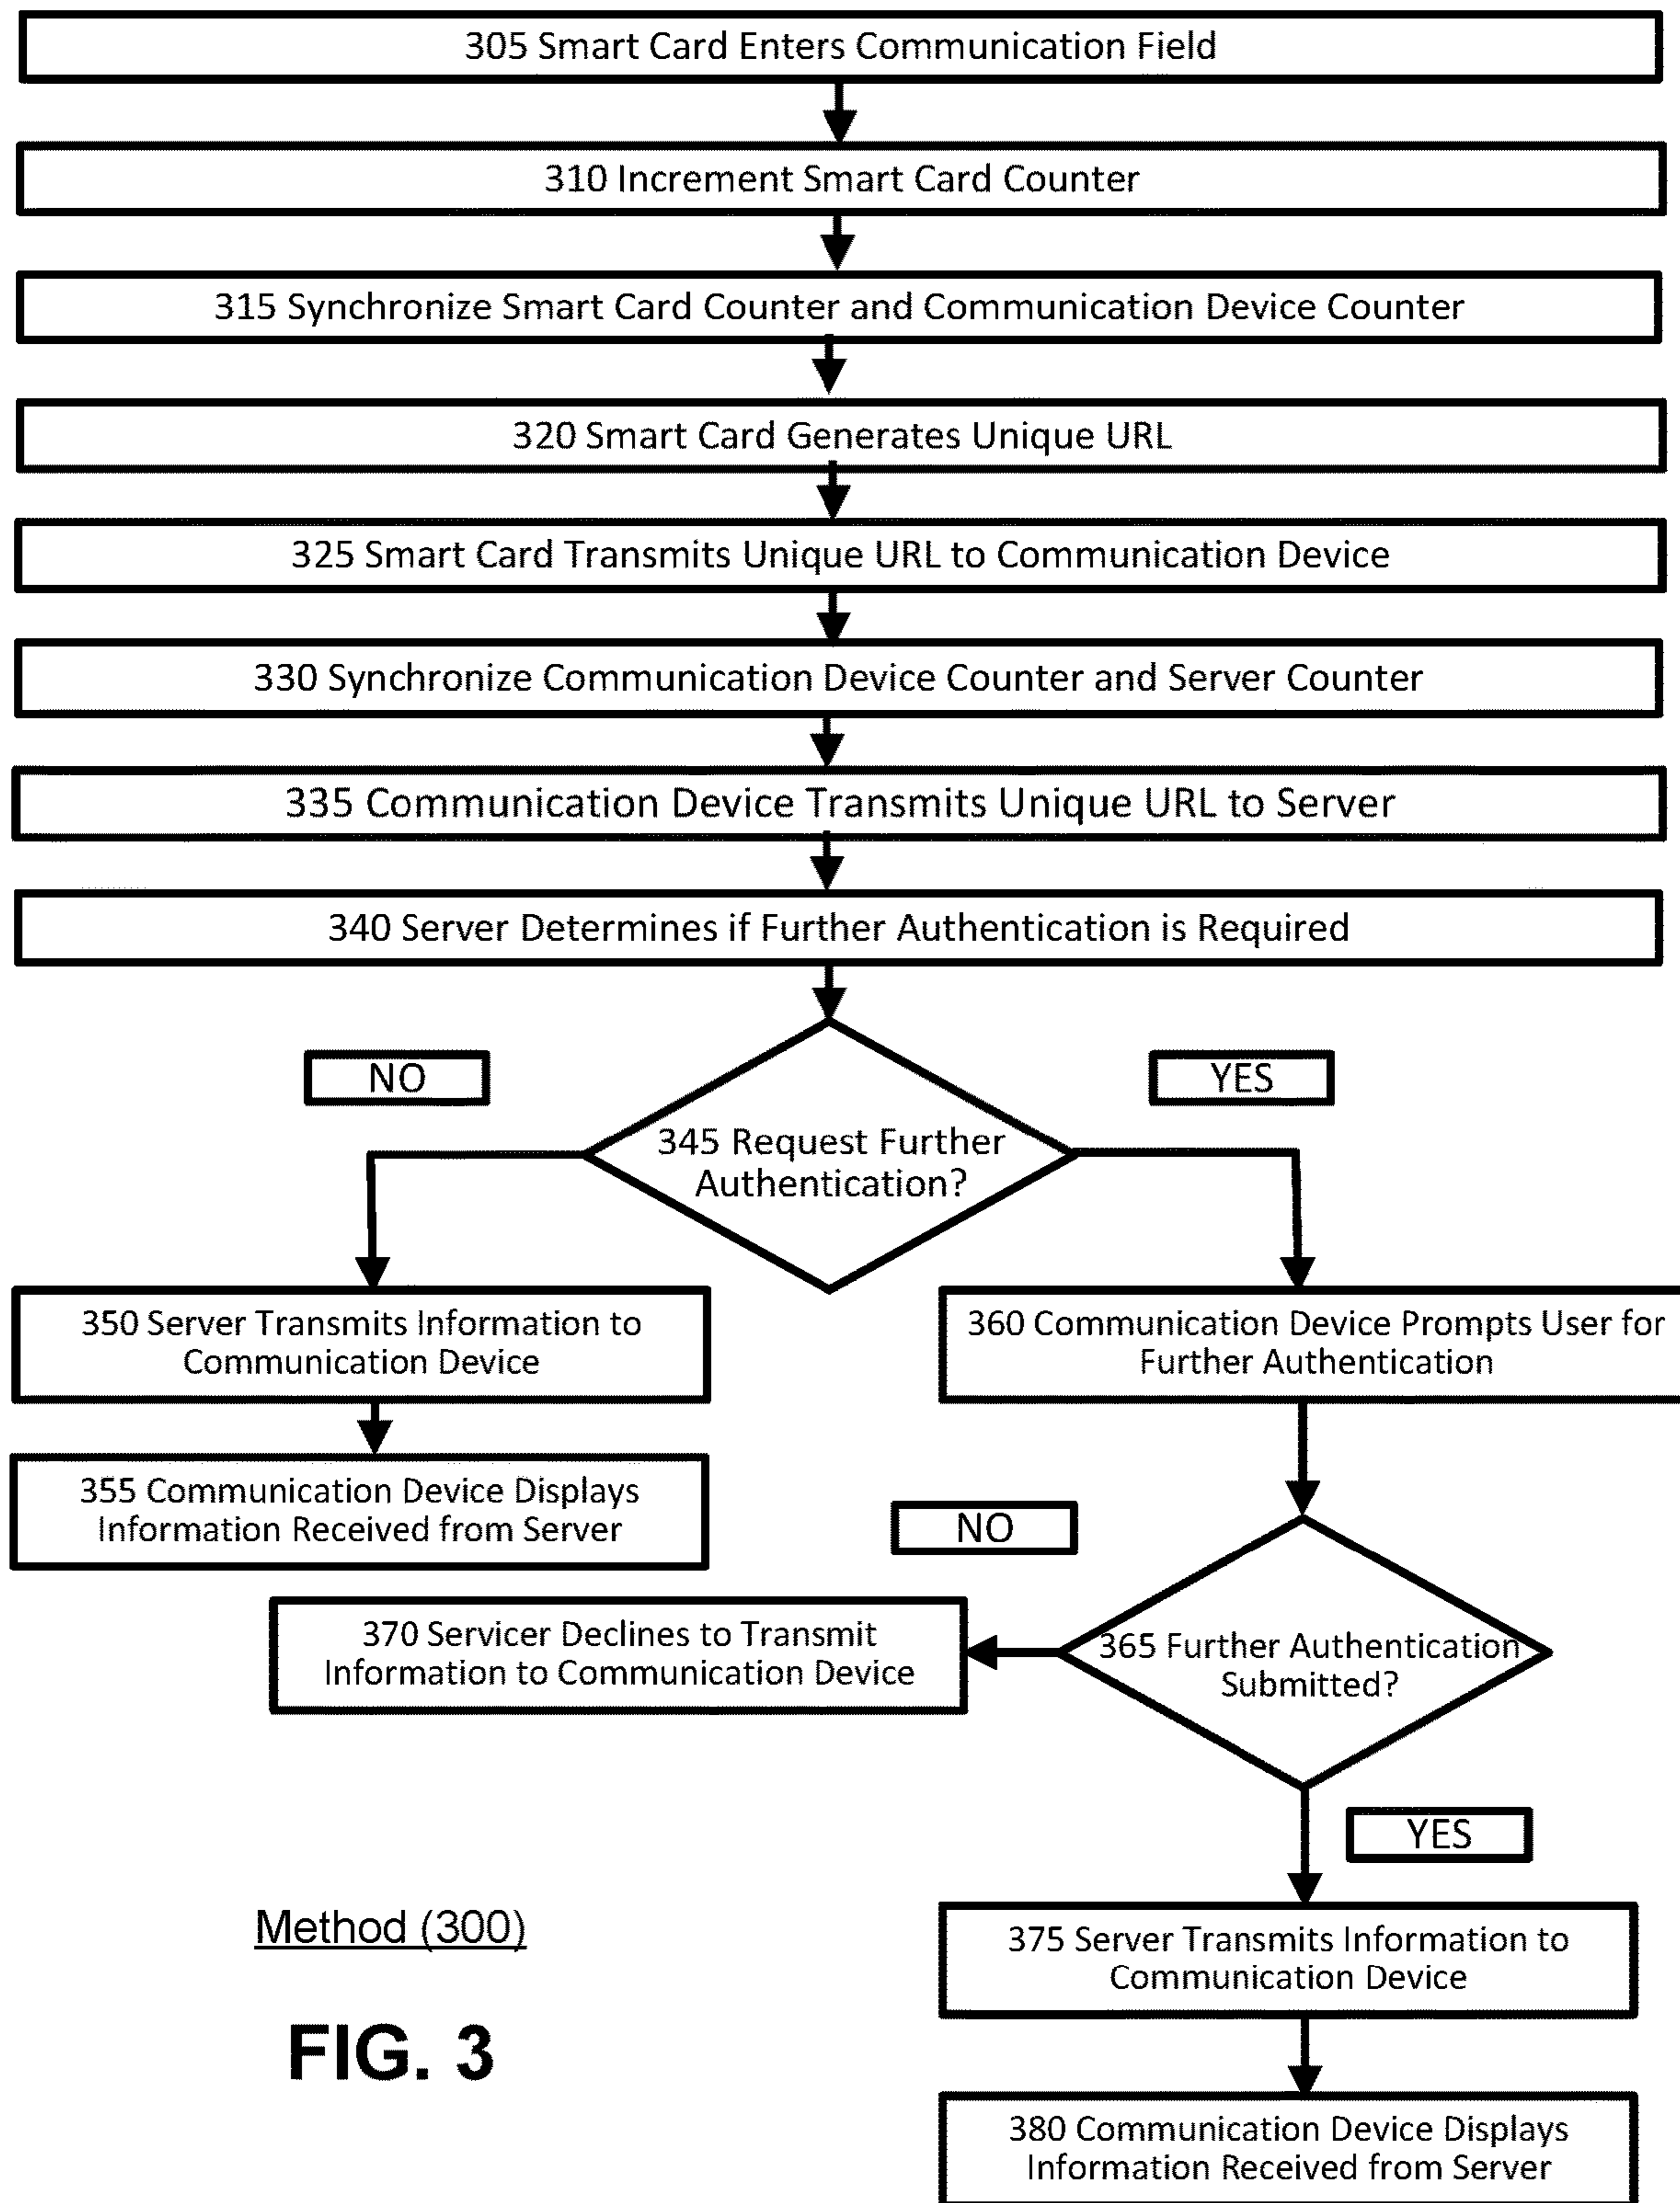 305 Smart Card Enters Communication Field
310 Increment Smart Card Counter
315 Synchronize Smart Card Counter and Communication Device Counter
320 Smart Card Generates Unique URL
325 Smart Card Transmits Unique URL to Communication Device
330 Synchronize Communication Device Counter and Server Counter
335 Communication Device Transmits Unique URL to Server
340 Server Determines if Further Authentication is Required
NO
YES
345 Request Further
Authentication?
350 Server Transmits Information to
Communication Device
360 Communication Device Prompts User for
Further Authentication
355 Communication Device Displays
Information Received from Server
NO
370 Servicer Declines to Transmit
Information to Communication Device
365 Further Authentication
Submitted?
YES
Method (300)
FIG. 3
375 Server Transmits Information to
Communication Device
380 Communication Device Displays
Information Received from Server